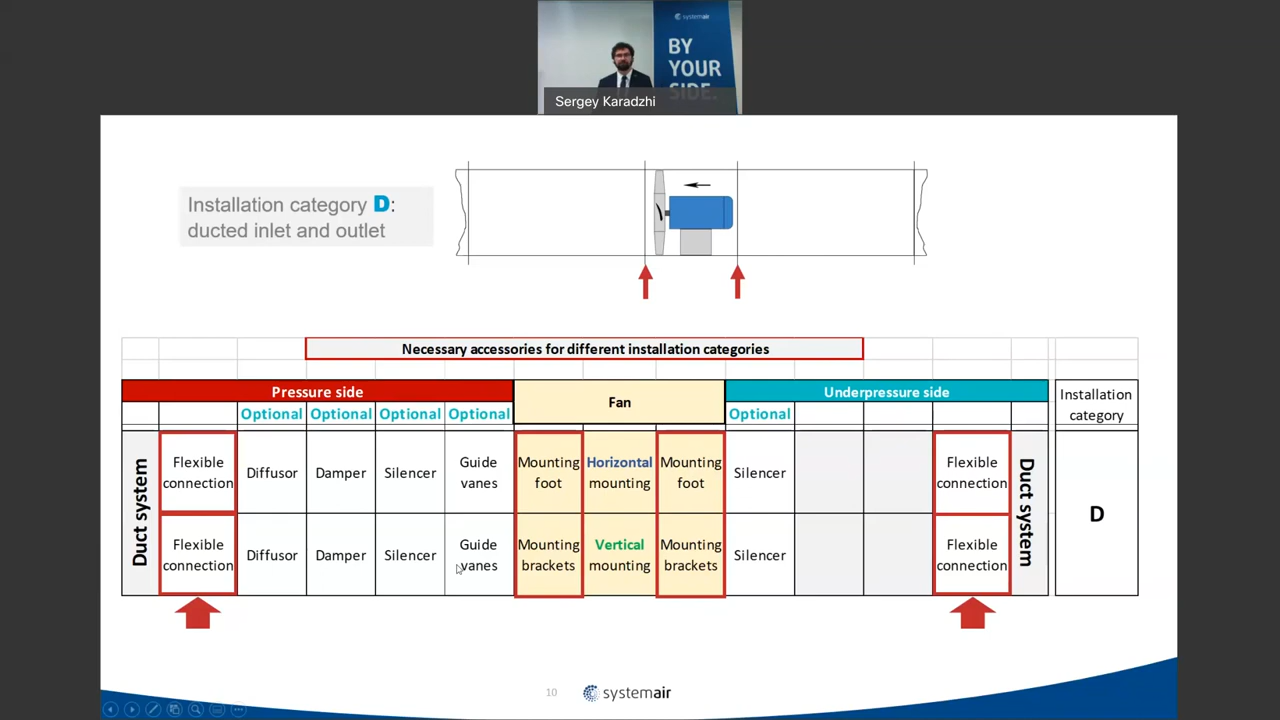 systemair
BY
YOUR
SIDE.
Sergey Karadzhi
Installation category D:
ducted inlet and outlet
Necessary accessories for different installation categories
Pressure side
Fan
Underpressure side
Installation
category
Optional Optional Optional Optional
Optional
Duct system
Flexible
connection
Diffusor
Damper
Silencer
Guide
vanes
Mounting
foot
Horizontal
mounting
Mounting
foot
Silencer
Flexible
connection
Duct system
D
Flexible
connection
Diffusor
Damper
Silencer
Guide
vanes
Mounting
brackets
Vertical
mounting
Mounting
brackets
Silencer
Flexible
connection
10
systemair